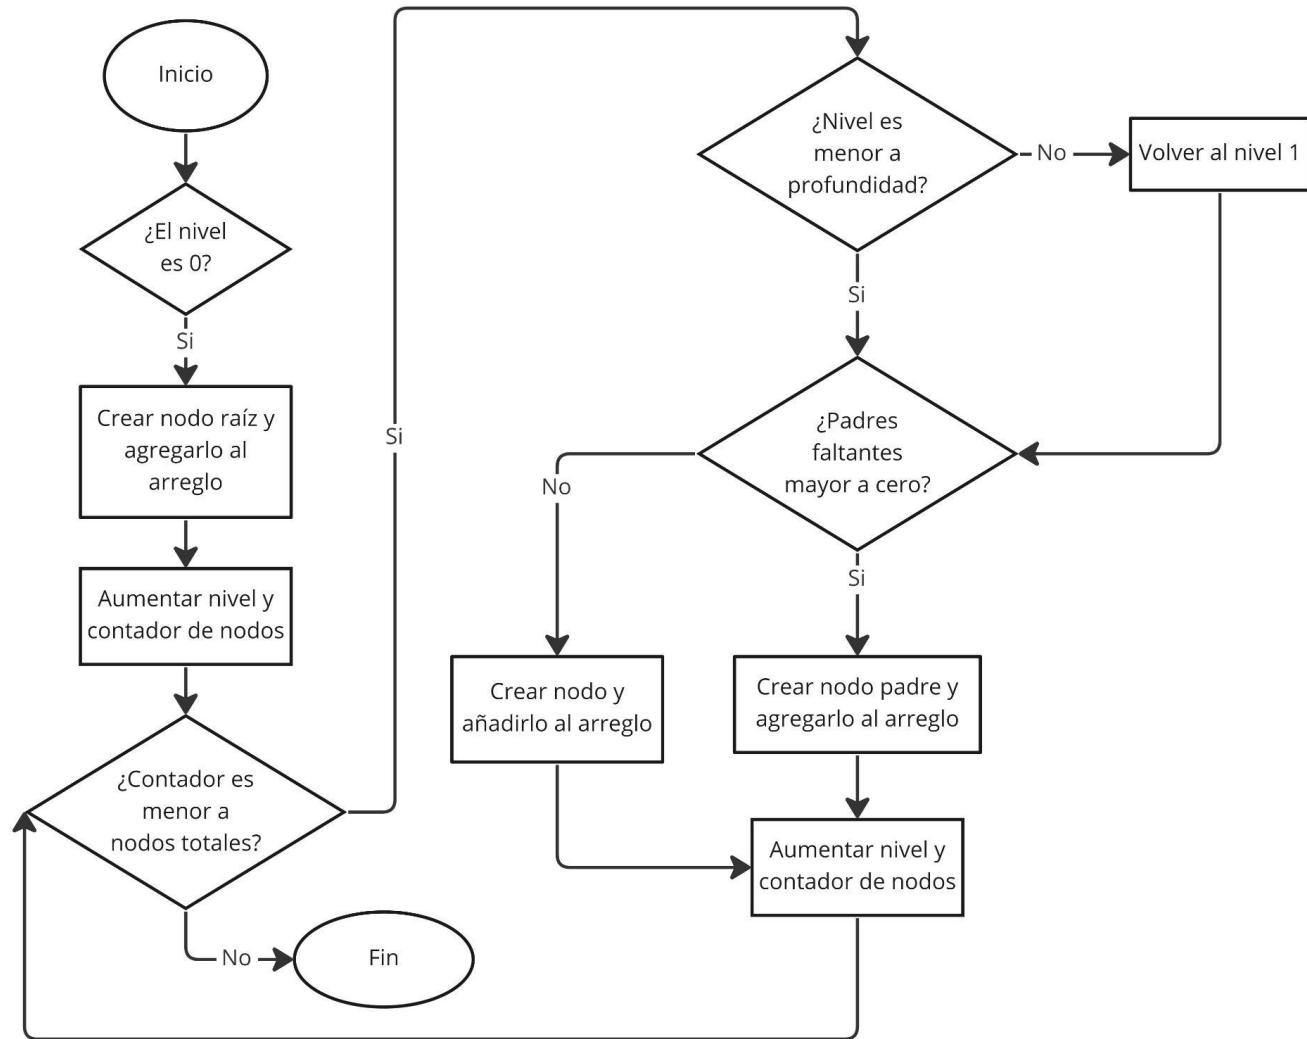 Inicio
¿El nivel
es 0?
Si
Crear nodo raíz y
agregarlo al
arreglo
Aumentar nivel y
contador de nodos
¿Contador es
menor a
nodos totales?
No
Fin
Si
¿Nivel es
menor a
profundidad?
No
Volver al nivel 1
Si
¿Padres
faltantes
mayor a cero?
No
Si
Crear nodo y
añadirlo al arreglo
Crear nodo padre y
agregarlo al arreglo
Aumentar nivel y
contador de nodos